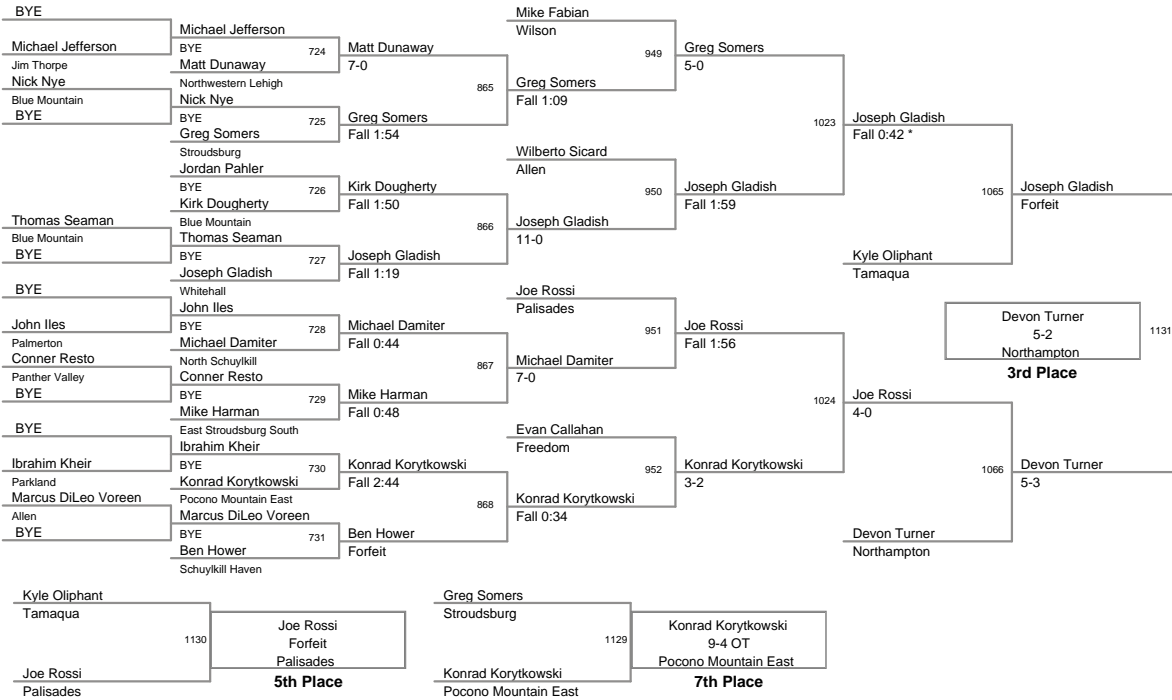 BYE
Michael Jefferson
Jim Thorpe
Nick Nye
Blue Mountain
BYE
Thomas Seaman
Blue Mountain
BYE
BYE
John Iles
Palmerton
Conner Resto
Panther Valley
BYE
BYE
Ibrahim Kheir
Parkland
Marcus DiLeo Voreen
Allen
BYE
Michael Jefferson
BYE
724
Matt Dunaway
Northwestern Lehigh
Nick Nye
BYE
725
Greg Somers
Stroudsburg
Jordan Pahler
BYE
726
Kirk Dougherty
Blue Mountain
Thomas Seaman
BYE
727
Joseph Gladish
Whitehall
John Iles
BYE
728
Michael Damiter
North Schuylkill
Conner Resto
BYE
729
Mike Harman
East Stroudsburg South
Ibrahim Kheir
BYE
730
Konrad Korytkowski
Pocono Mountain East
Marcus DiLeo Voreen
BYE
731
Ben Hower
Schuylkill Haven
Matt Dunaway
7-0
865
Greg Somers
Fall 1:54
Kirk Dougherty
Fall 1:50
866
Joseph Gladish
Fall 1:19
Michael Damiter
Fall 0:44
867
Mike Harman
Fall 0:48
Konrad Korytkowski
Fall 2:44
868
Ben Hower
Forfeit
Mike Fabian
Wilson
949
Greg Somers
Fall 1:09
Wilberto Sicard
Allen
950
Joseph Gladish
11-0
Joe Rossi
Palisades
951
Michael Damiter
7-0
Evan Callahan
Freedom
952
Konrad Korytkowski
Fall 0:34
Greg Somers
5-0
1023
Joseph Gladish
Fall 1:59
Joe Rossi
Fall 1:56
1024
Konrad Korytkowski
3-2
Joseph Gladish
Fall 0:42 *
1065
Kyle Oliphant
Tamaqua
Joe Rossi
4-0
1066
Devon Turner
Northampton
Joseph Gladish
Forfeit
Devon Turner
5-2
Northampton
1131
3rd Place
Devon Turner
5-3
Kyle Oliphant
Tamaqua
1130
Joe Rossi
Palisades
Joe Rossi
Forfeit
Palisades
5th Place
Greg Somers
Stroudsburg
1129
Konrad Korytkowski
Pocono Mountain East
Konrad Korytkowski
9-4 OT
Pocono Mountain East
7th Place